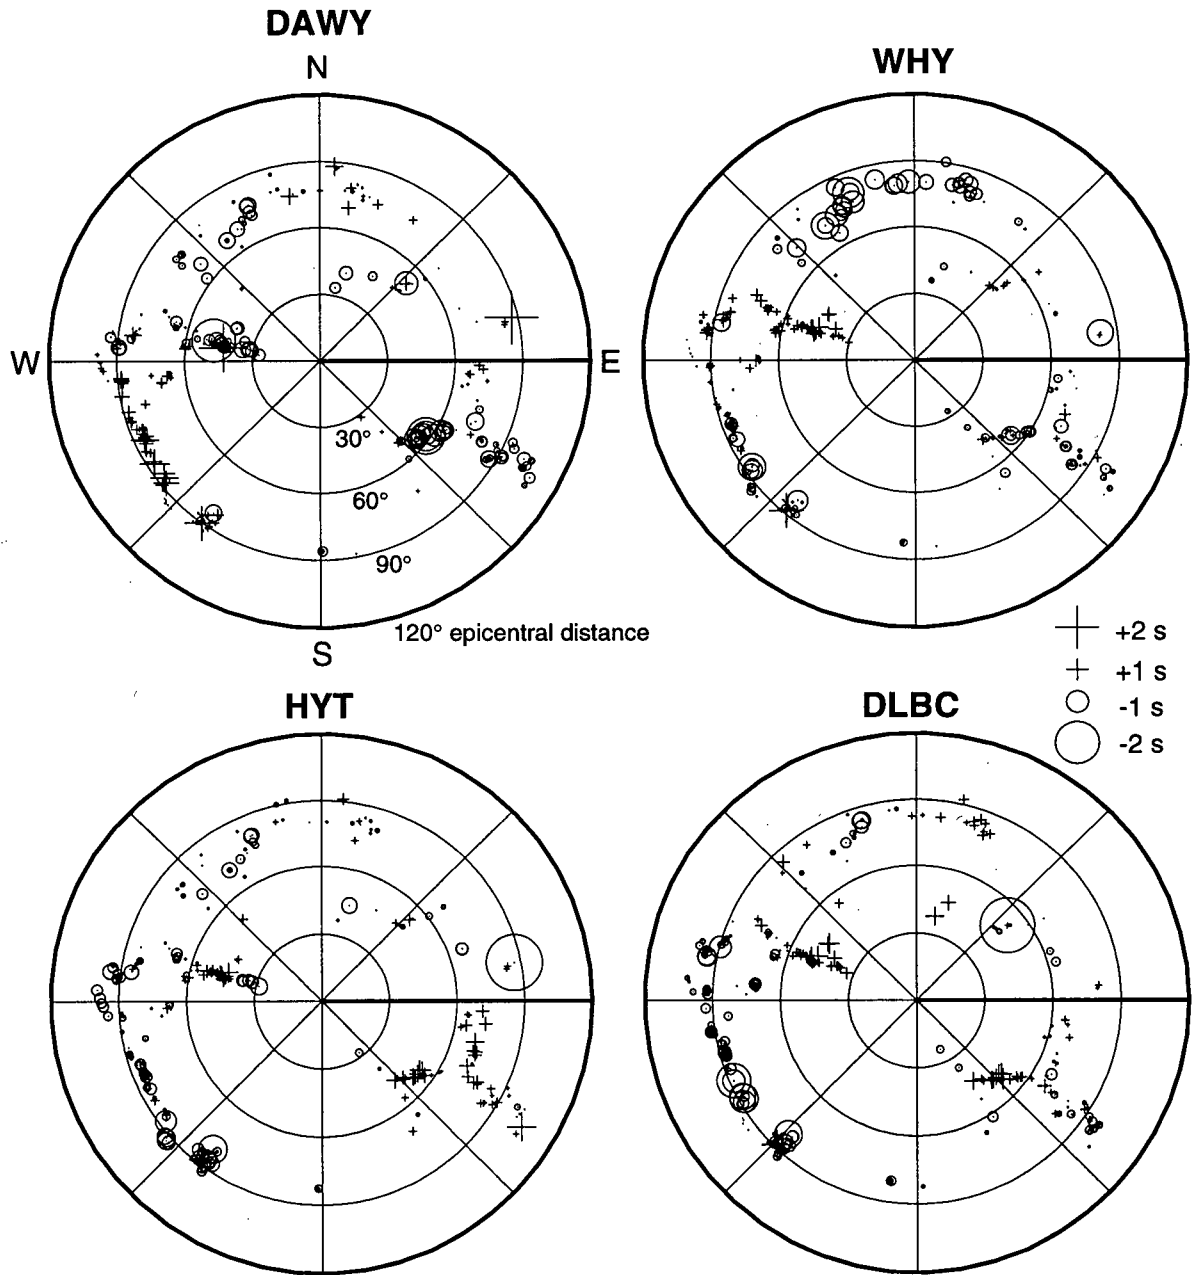 DAWY
N
WHY
W
E
30°
60°
90°
120° epicentral distance
S
+2 s
+1 s
-1 s
-2 s
HYT
DLBC